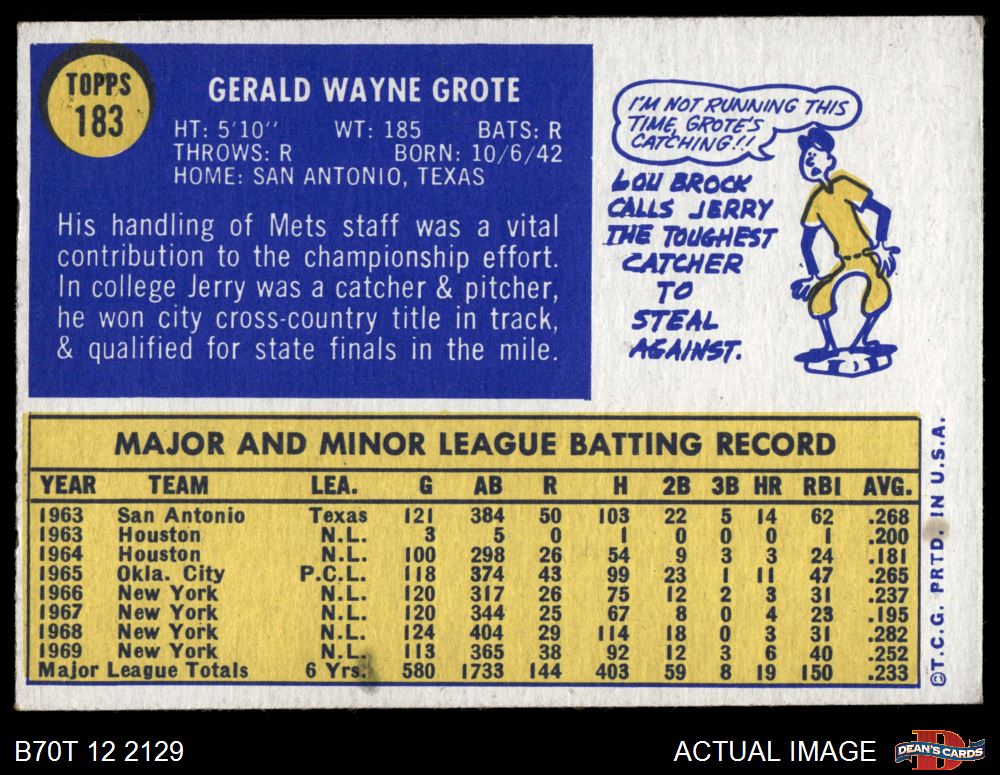 TOPPS
183
GERALD WAYNE GROTE
HT: 5'10" WT: 185 BATS: R
THROWS: R BORN: 10/6/42
HOME: SAN ANTONIO, TEXAS
His handling of Mets staff was a vital
contribution to the championship effort.
In college Jerry was a catcher & pitcher,
he won city cross-country title in track,
& qualified for state finals in the mile.
I'M NOT RUNNING THIS
TIME, GROTE'S
CATCHING!!
LOU BROCK
CALLS JERRY
THE TOUGHEST
CATCHER
TO
STEAL
AGAINST.
MAJOR AND MINOR LEAGUE BATTING RECORD
YEAR TEAM LEA. G AB R H 2B 3B HR RBI AVG.
1963 San Antonio Texas 121 384 50 103 22 5 14 62 .268
1963 Houston N.L. 3 5 0 1 0 0 0 1 .200
1964 Houston N.L. 100 298 26 54 9 3 3 24 .181
1965 Okla. City P.C.L. 118 374 43 99 23 1 11 47 .265
1966 New York N.L. 120 317 26 75 12 2 3 31 .237
1967 New York N.L. 120 344 25 67 8 0 4 23 .195
1968 New York N.L. 124 404 29 114 18 0 3 31 .282
1969 New York N.L. 113 365 38 92 12 3 6 40 .252
Major League Totals 6 Yrs. 580 1733 144 403 59 8 19 150 .233
©T.C.G. PRTD. IN U.S.A.
B70T 12 2129
ACTUAL IMAGE
DEAN'S CARDS